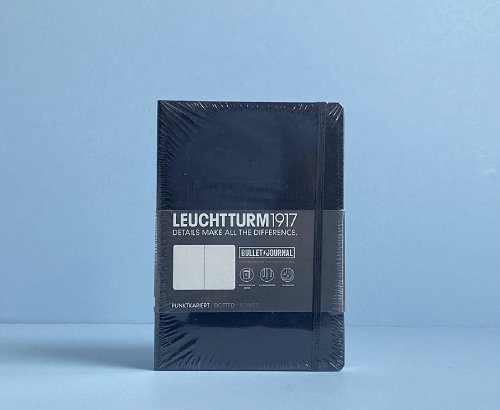 LEUCHTTURM1917
DETAILS MAKE ALL THE DIFFERENCE.
BULLET JOURNAL
PUNKTKARIERT / DOTTED /